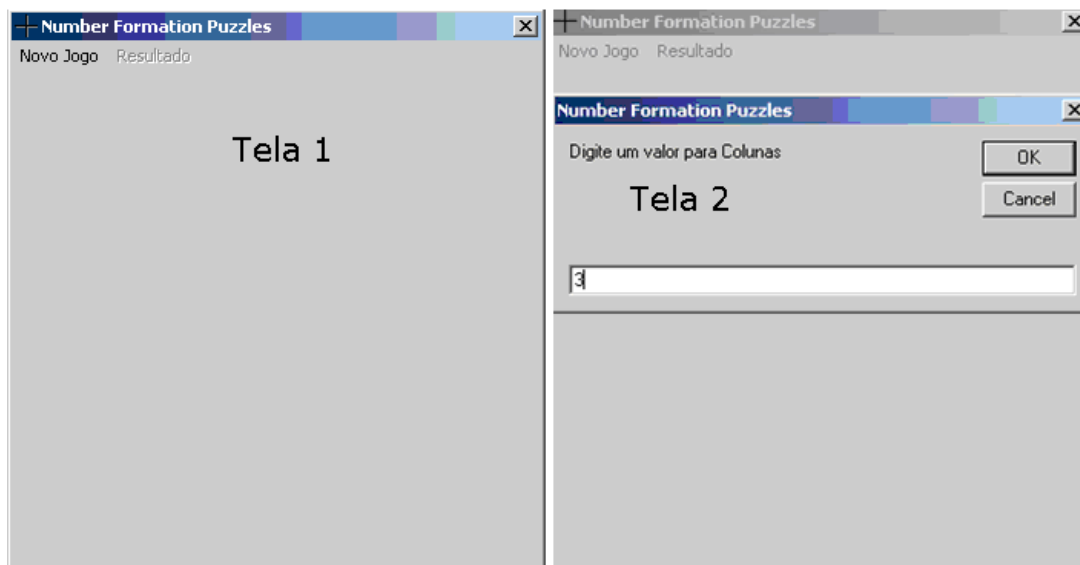 Number Formation Puzzles
Novo Jogo Resultado
Tela 1
Number Formation Puzzles
Novo Jogo Resultado
Number Formation Puzzles
Digite um valor para Colunas
OK
Tela 2
Cancel
3